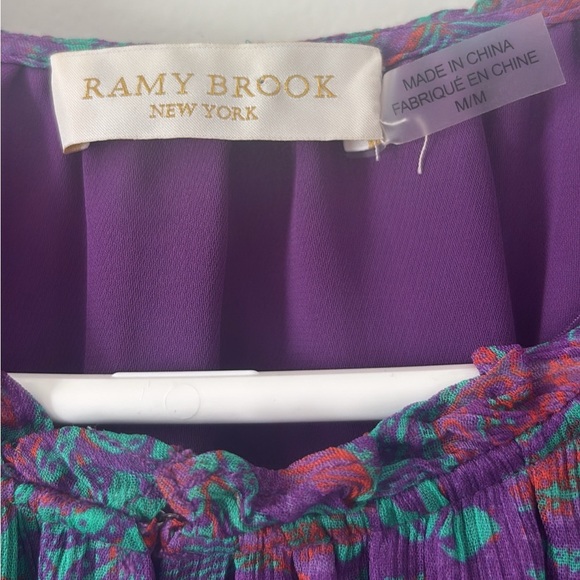 RAMY BROOK
NEW YORK
MADE IN CHINA
FABRIQUÉ EN CHINE
M/M